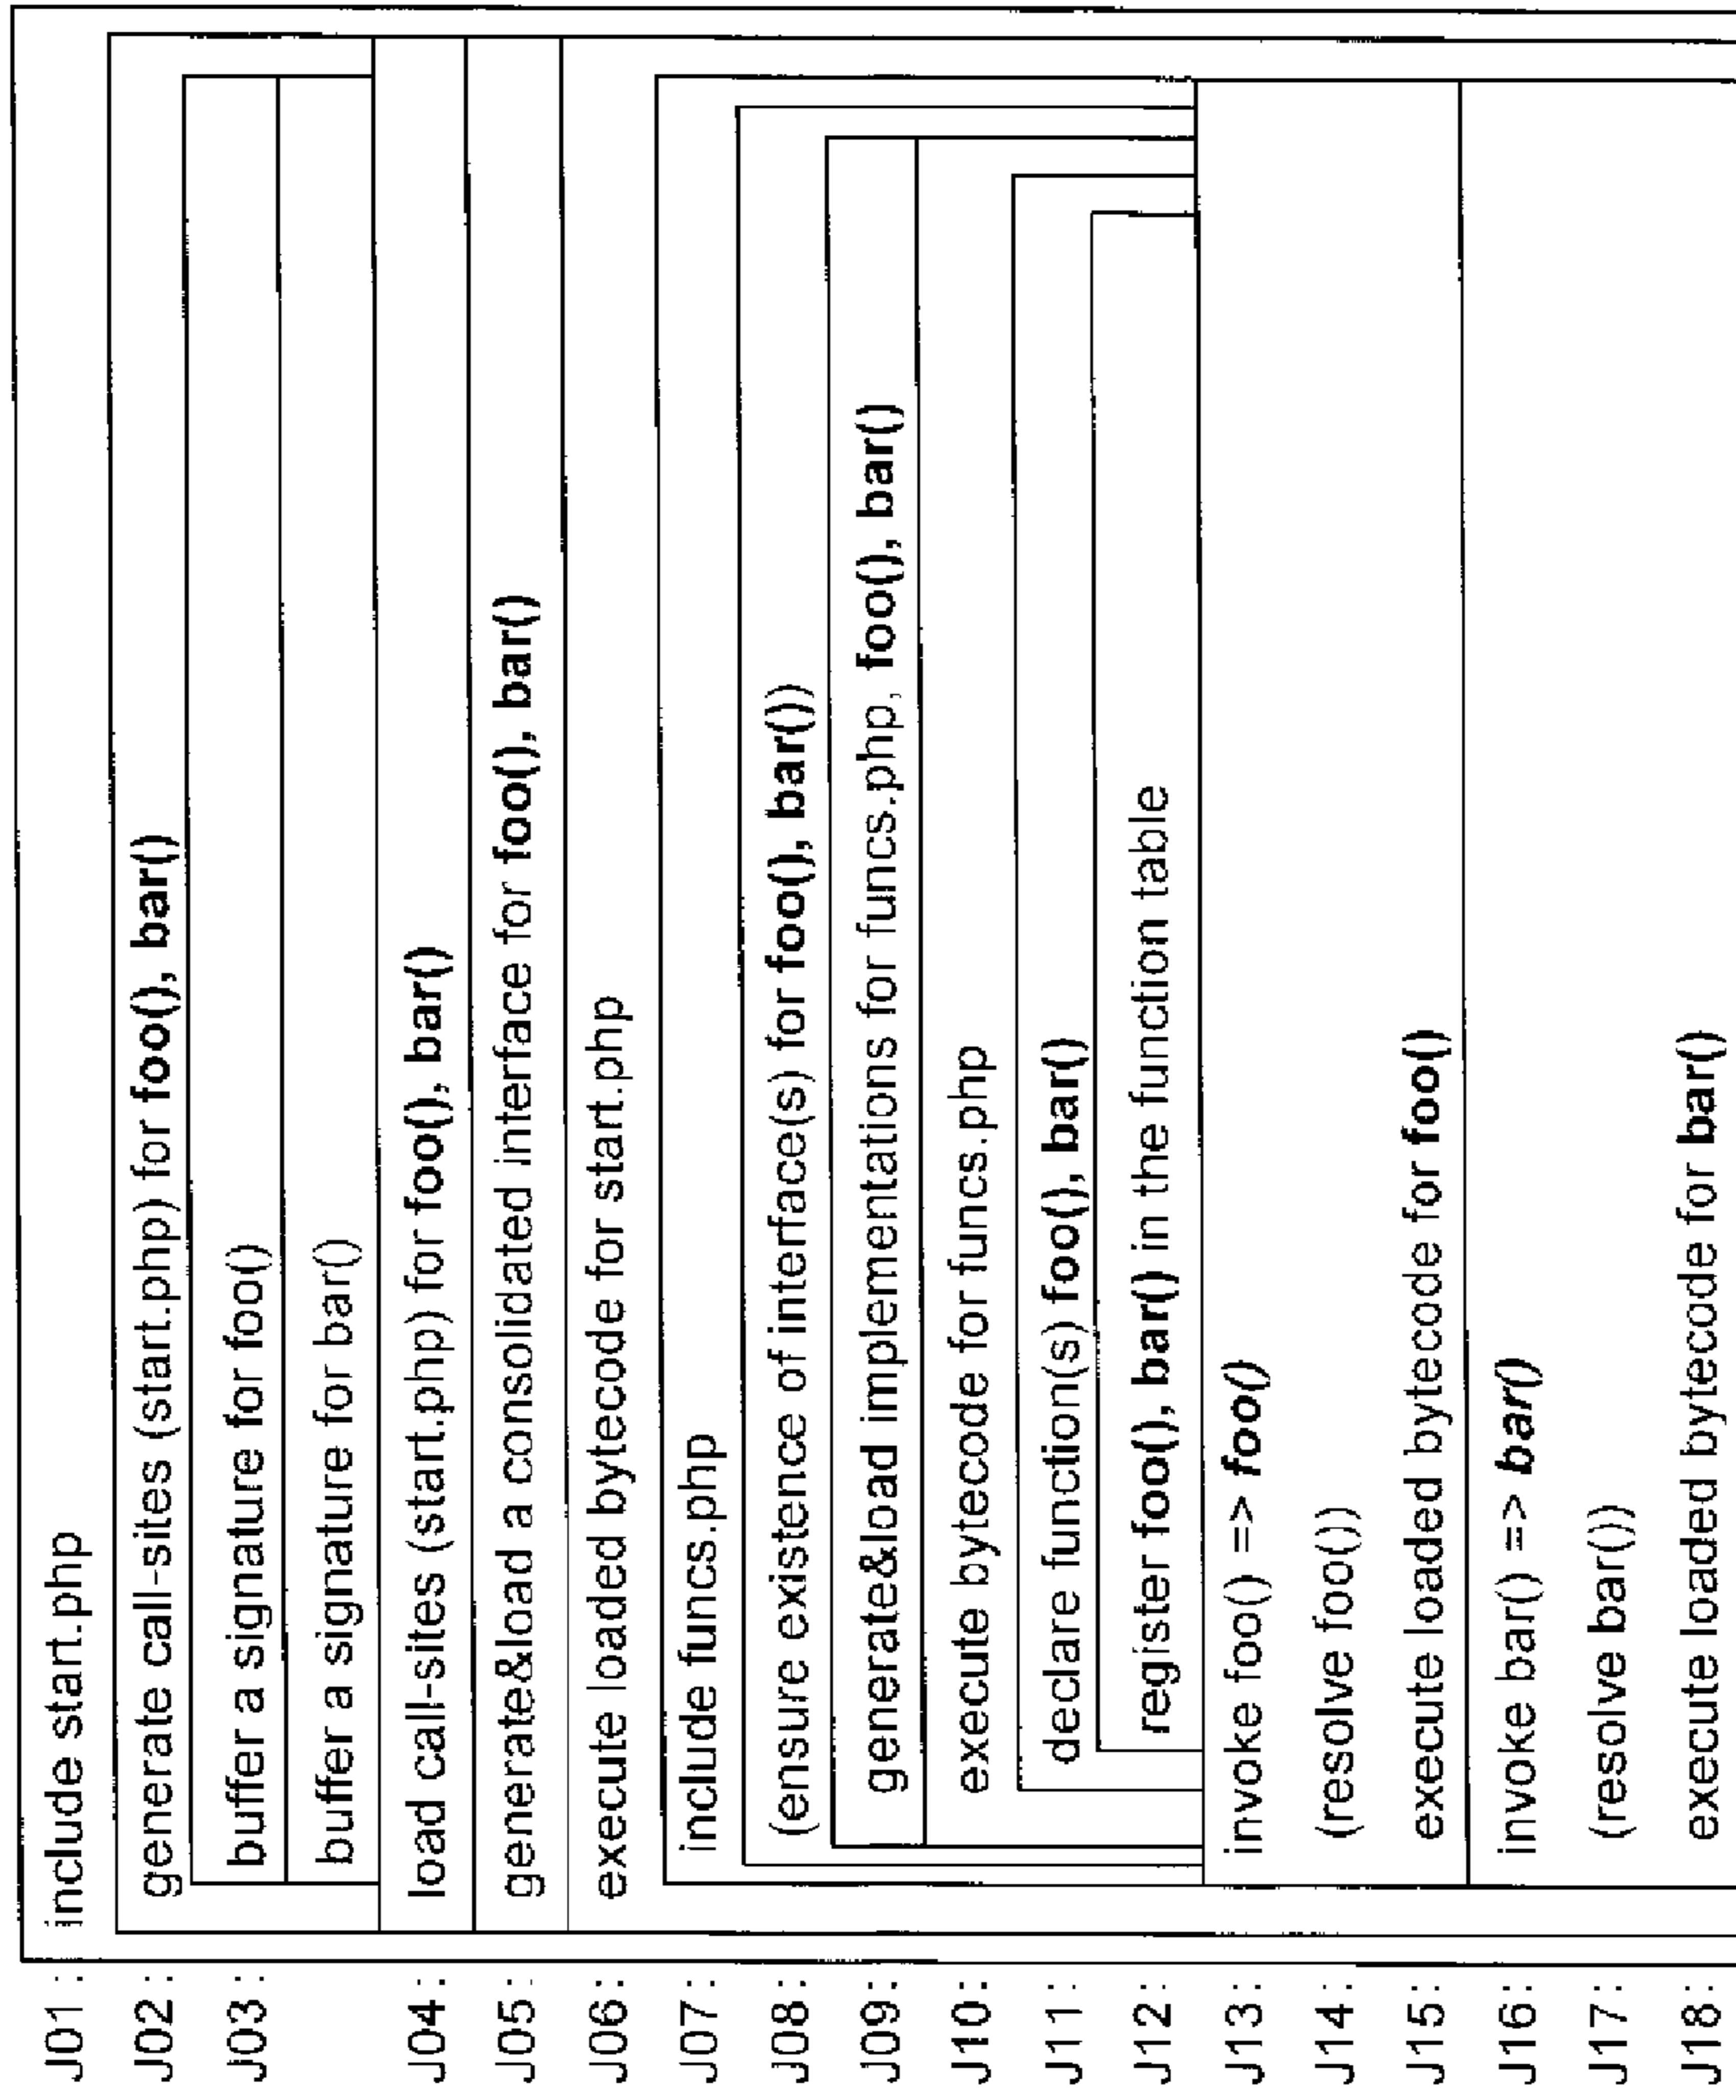 J01: include start.php
J02: generate call-sites (start.php) for foo(), bar()
J03: buffer a signature for foo()
buffer a signature for bar()
J04: load call-sites (start.php) for foo(), bar()
J05: generate&load a consolidated interface for foo(), bar()
J06: execute loaded bytecode for start.php
J07: include funcs.php
J08: (ensure existence of interface(s) for foo(), bar())
J09: generate&load implementations for funcs.php, foo(), bar()
J10: execute bytecode for funcs.php
J11: declare function(s) foo(), bar()
J12: register foo(), bar() in the function table
J13: invoke foo() => foo()
J14: (resolve foo())
J15: execute loaded bytecode for foo()
J16: invoke bar() => bar()
J17: (resolve bar())
J18: execute loaded bytecode for bar()